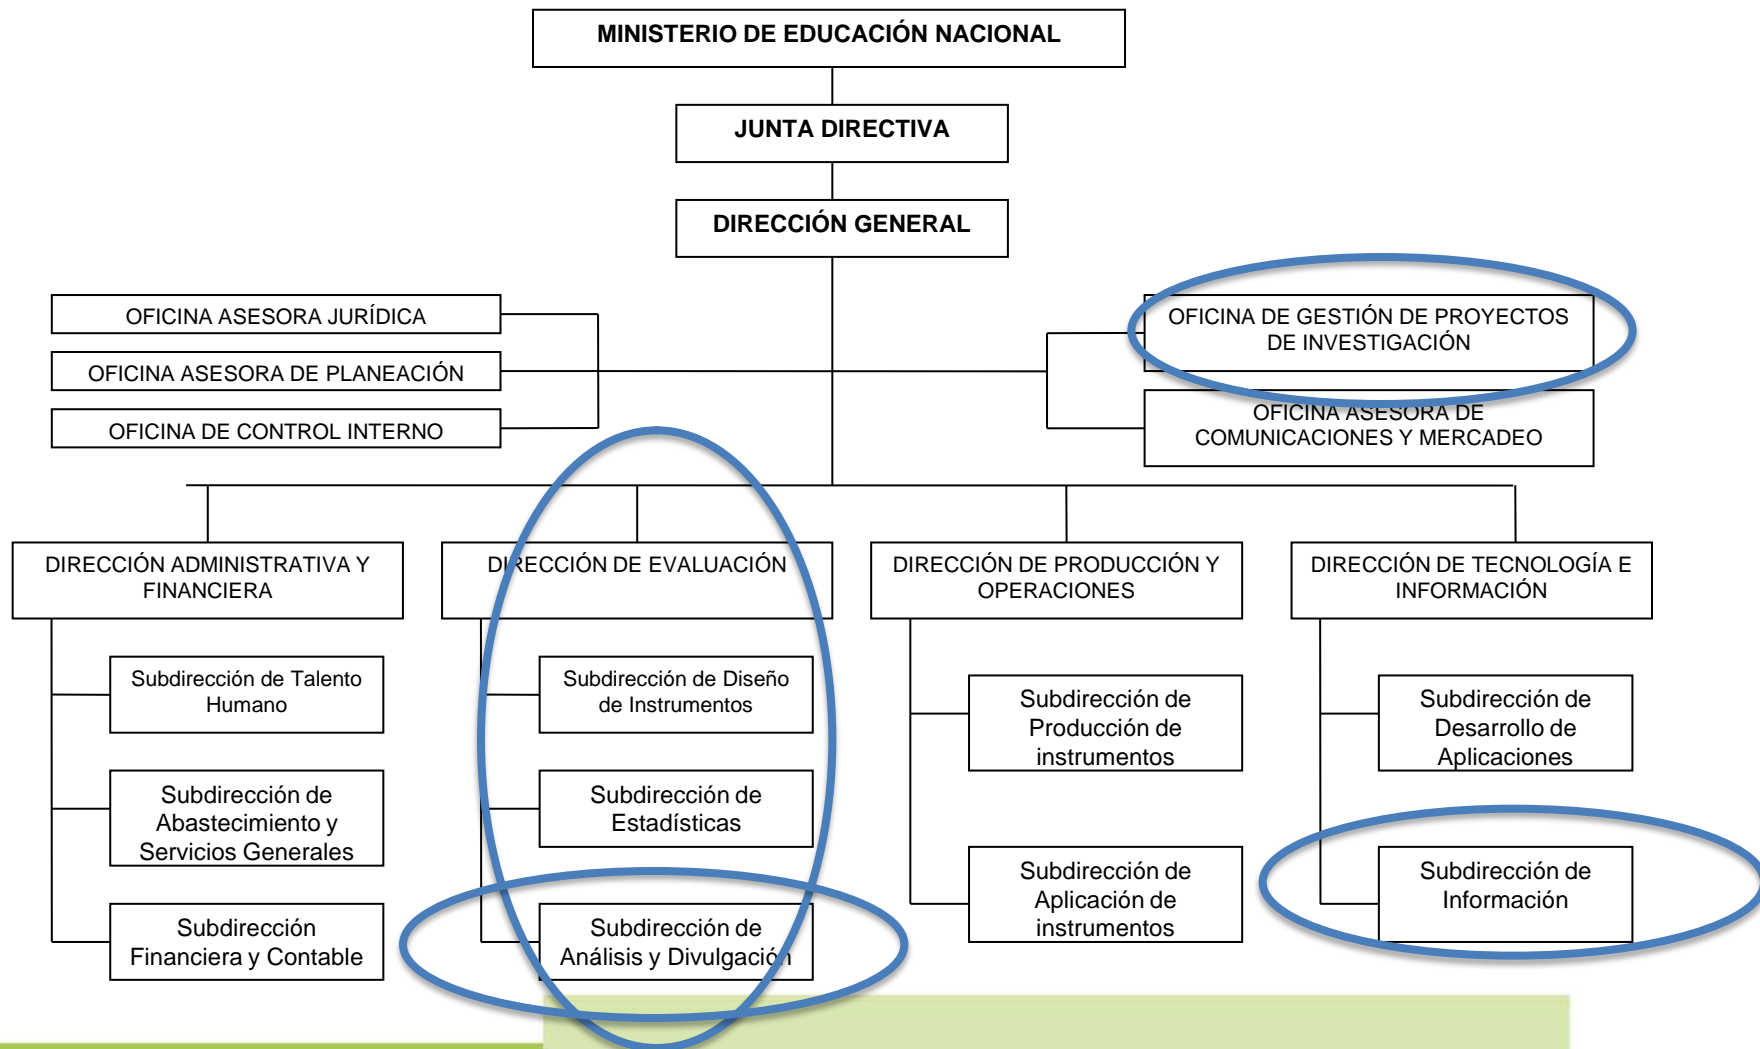 MINISTERIO DE EDUCACIÓN NACIONAL
JUNTA DIRECTIVA
DIRECCIÓN GENERAL
OFICINA ASESORA JURÍDICA
OFICINA ASESORA DE PLANEACIÓN
OFICINA DE CONTROL INTERNO
OFICINA DE GESTIÓN DE PROYECTOS
DE INVESTIGACIÓN
OFICINA ASESORA DE
COMUNICACIONES Y MERCADEO
DIRECCIÓN ADMINISTRATIVA Y
FINANCIERA
Subdirección de Talento
Humano
Subdirección de
Abastecimiento y
Servicios Generales
Subdirección
Financiera y Contable
DIRECCIÓN DE EVALUACIÓN
Subdirección de Diseño
de Instrumentos
Subdirección de
Estadísticas
Subdirección de
Análisis y Divulgación
DIRECCIÓN DE PRODUCCIÓN Y
OPERACIONES
Subdirección de
Producción de
instrumentos
Subdirección de
Aplicación de
instrumentos
DIRECCIÓN DE TECNOLOGÍA E
INFORMACIÓN
Subdirección de
Desarrollo de
Aplicaciones
Subdirección de
Información